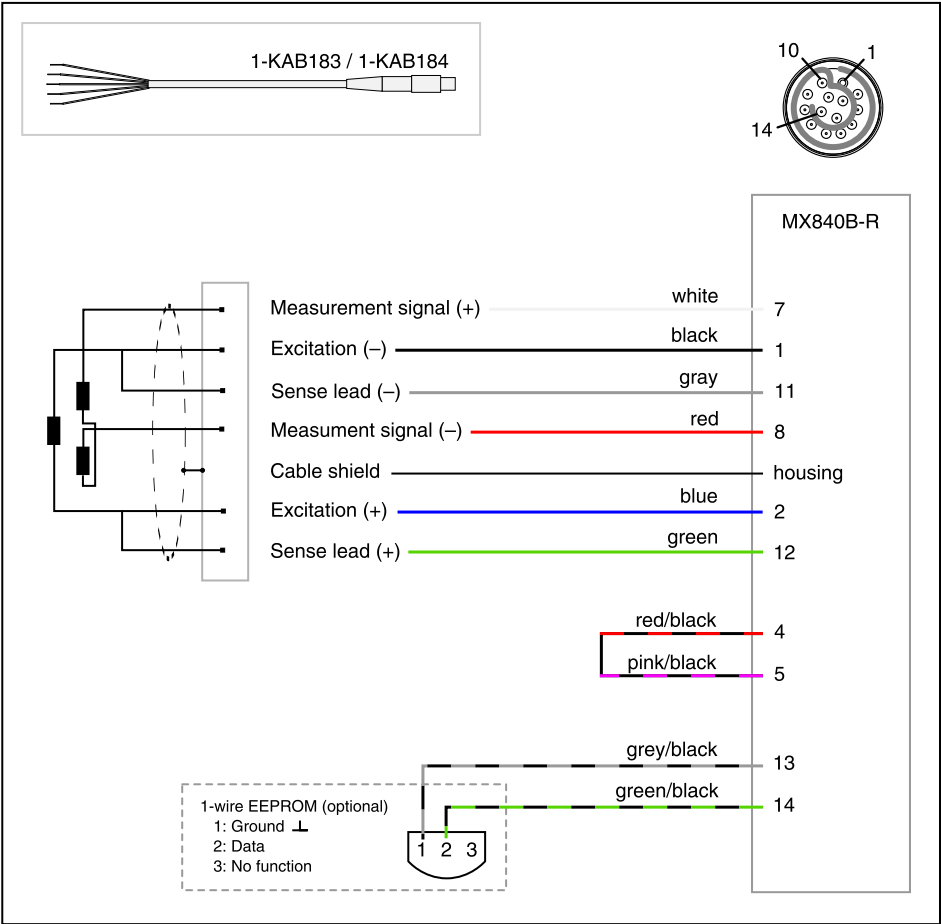 1-KAB183 / 1-KAB184
10
1
14
MX840B-R
Measurement signal (+) white 7
Excitation (–) black 1
Sense lead (–) gray 11
Measument signal (–) red 8
Cable shield housing
Excitation (+) blue 2
Sense lead (+) green 12
red/black 4
pink/black 5
grey/black 13
green/black 14
1-wire EEPROM (optional)
1: Ground
2: Data
3: No function
1 2 3